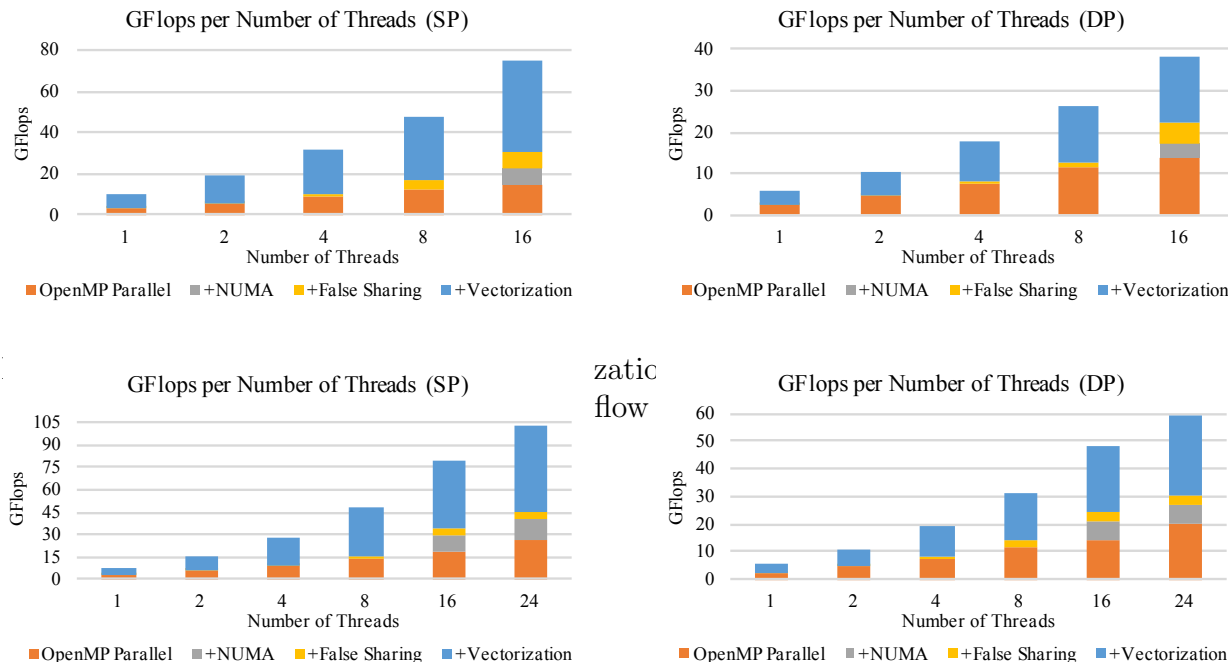 GFlops per Number of Threads (SP)
80
60
40
20
0
GFlops
1 2 4 8 16
Number of Threads
OpenMP Parallel +NUMA +False Sharing +Vectorization
GFlops per Number of Threads (DP)
40
30
20
10
0
GFlops
1 2 4 8 16
Number of Threads
OpenMP Parallel +NUMA +False Sharing +Vectorization
zatio
flow
GFlops per Number of Threads (SP)
105
90
75
60
45
30
15
0
GFlops
1 2 4 8 16 24
Number of Threads
OpenMP Parallel +NUMA +False Sharing +Vectorization
GFlops per Number of Threads (DP)
60
50
40
30
20
10
0
GFlops
1 2 4 8 16 24
Number of Threads
OpenMP Parallel +NUMA +False Sharing +Vectorization